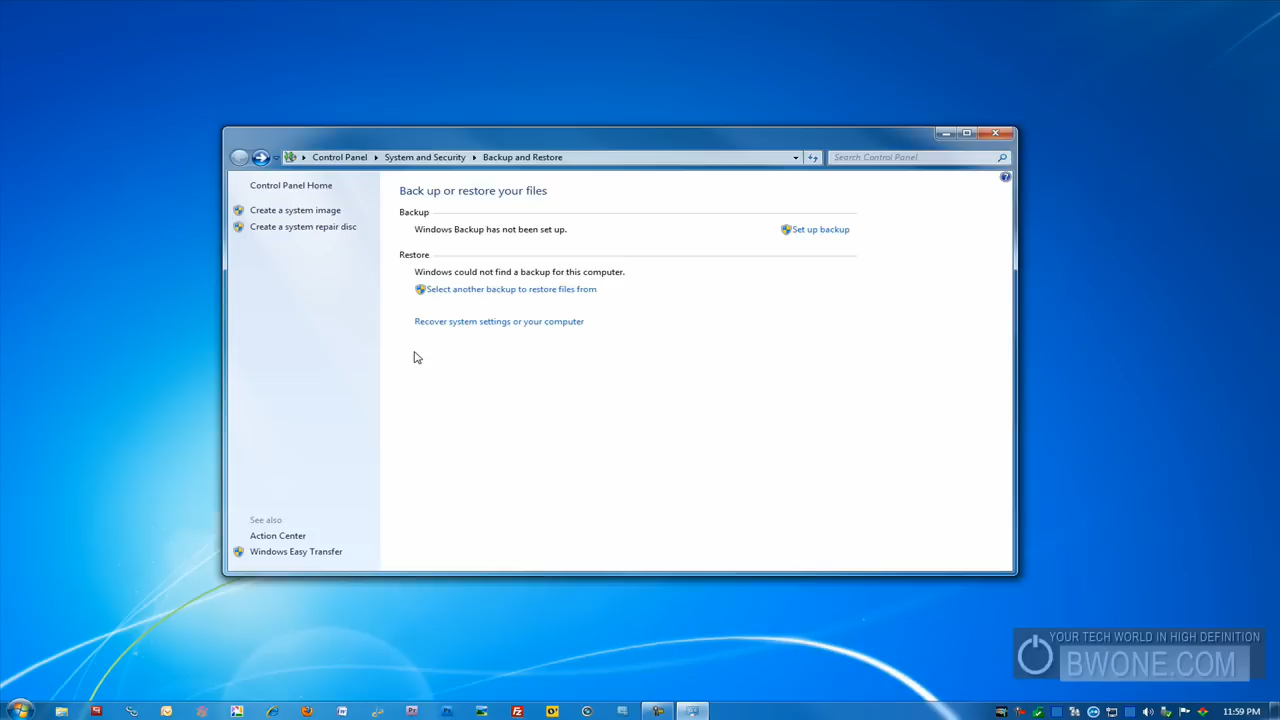 Control Panel
System and Security
Backup and Restore
Search Control Panel
Control Panel Home
Create a system image
Create a system repair disc
Back up or restore your files
Backup
Windows Backup has not been set up.
Set up backup
Restore
Windows could not find a backup for this computer.
Select another backup to restore files from
Recover system settings or your computer
See also
Action Center
Windows Easy Transfer
YOUR TECH WORLD IN HIGH DEFINITION
BWONE.COM
11:59 PM